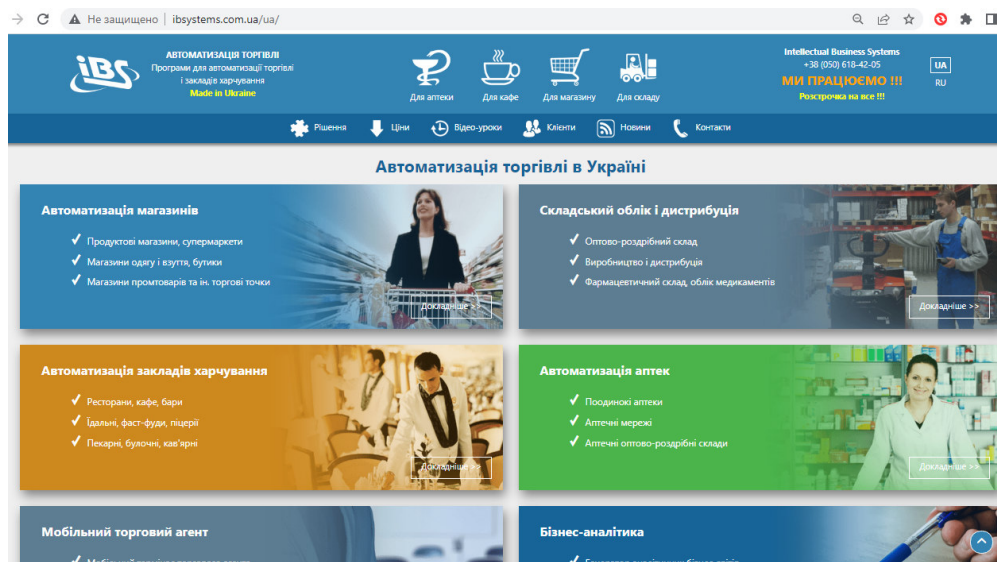 Не защищено
ibsystems.com.ua/ua/
iBS
АВТОМАТИЗАЦІЯ ТОРГІВЛІ
Програми для автоматизації торгівлі
і закладів харчування
Made in Ukraine
Для аптеки
Для кафе
Для магазину
Для складу
Intellectual Business Systems
+38 (050) 618-42-05
МИ ПРАЦЮЄМО !!!
Розстрочка на все !!!
UA
RU
Рішення
Ціни
Відео-уроки
Клієнти
Новини
Контакти
Автоматизація торгівлі в Україні
Автоматизація магазинів
Продуктові магазини, супермаркети
Магазини одягу і взуття, бутики
Магазини промтоварів та ін. торгові точки
Докладніше >>
Складський облік і дистрибуція
Оптово-роздрібний склад
Виробництво і дистрибуція
Фармацевтичний склад, облік медикаментів
Докладніше >>
Автоматизація закладів харчування
Ресторани, кафе, бари
Їдальні, фаст-фуди, піцерії
Пекарні, булочні, кав'ярні
Докладніше >>
Автоматизація аптек
Поодинокі аптеки
Аптечні мережі
Аптечні оптово-роздрібні склади
Докладніше >>
Мобільний торговий агент
Бізнес-аналітика